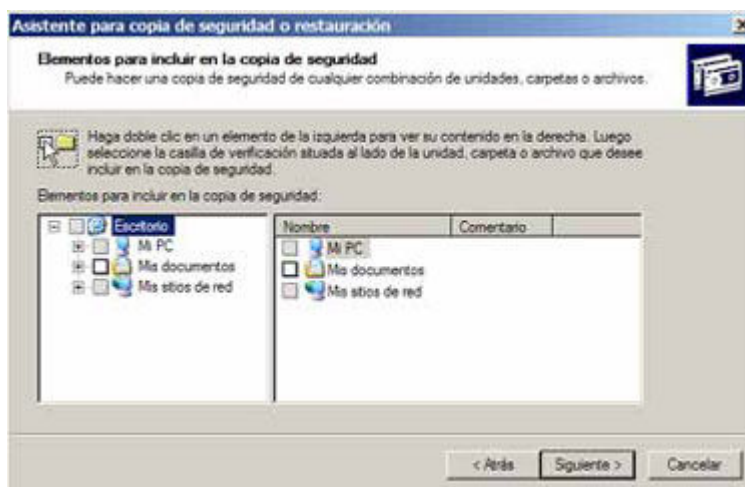 Asistente para copia de seguridad o restauración
Elementos para incluir en la copia de seguridad
Puede hacer una copia de seguridad de cualquier combinación de unidades, carpetas o archivos.
Haga doble clic en un elemento de la izquierda para ver su contenido en la derecha. Luego
seleccione la casilla de verificación situada al lado de la unidad, carpeta o archivo que desee
incluir en la copia de seguridad.
Elementos para incluir en la copia de seguridad:
Escritorio
Mi PC
Mis documentos
Mis sitios de red
Nombre Comentario
Mi PC
Mis documentos
Mis sitios de red
< Atrás Siguiente > Cancelar